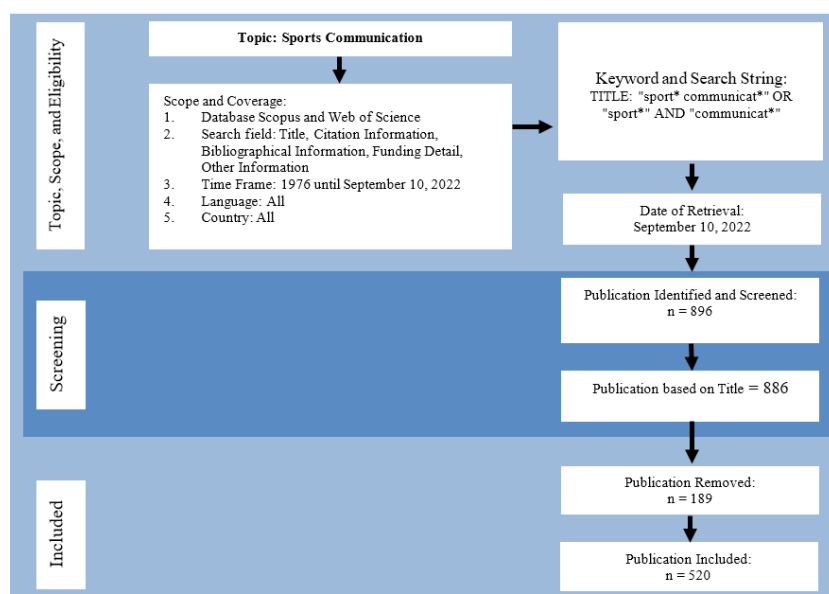 Topic, Scope, and Eligibility
Topic: Sports Communication
Scope and Coverage:
1. Database Scopus and Web of Science
2. Search field: Title, Citation Information,
Bibliographical Information, Funding Detail,
Other Information
3. Time Frame: 1976 until September 10, 2022
4. Language: All
5. Country: All
Keyword and Search String:
TITLE: "sport* communicat*" OR
"sport*" AND "communicat*"
Date of Retrieval:
September 10, 2022
Screening
Publication Identified and Screened:
n = 896
Publication based on Title = 886
Included
Publication Removed:
n = 189
Publication Included:
n = 520